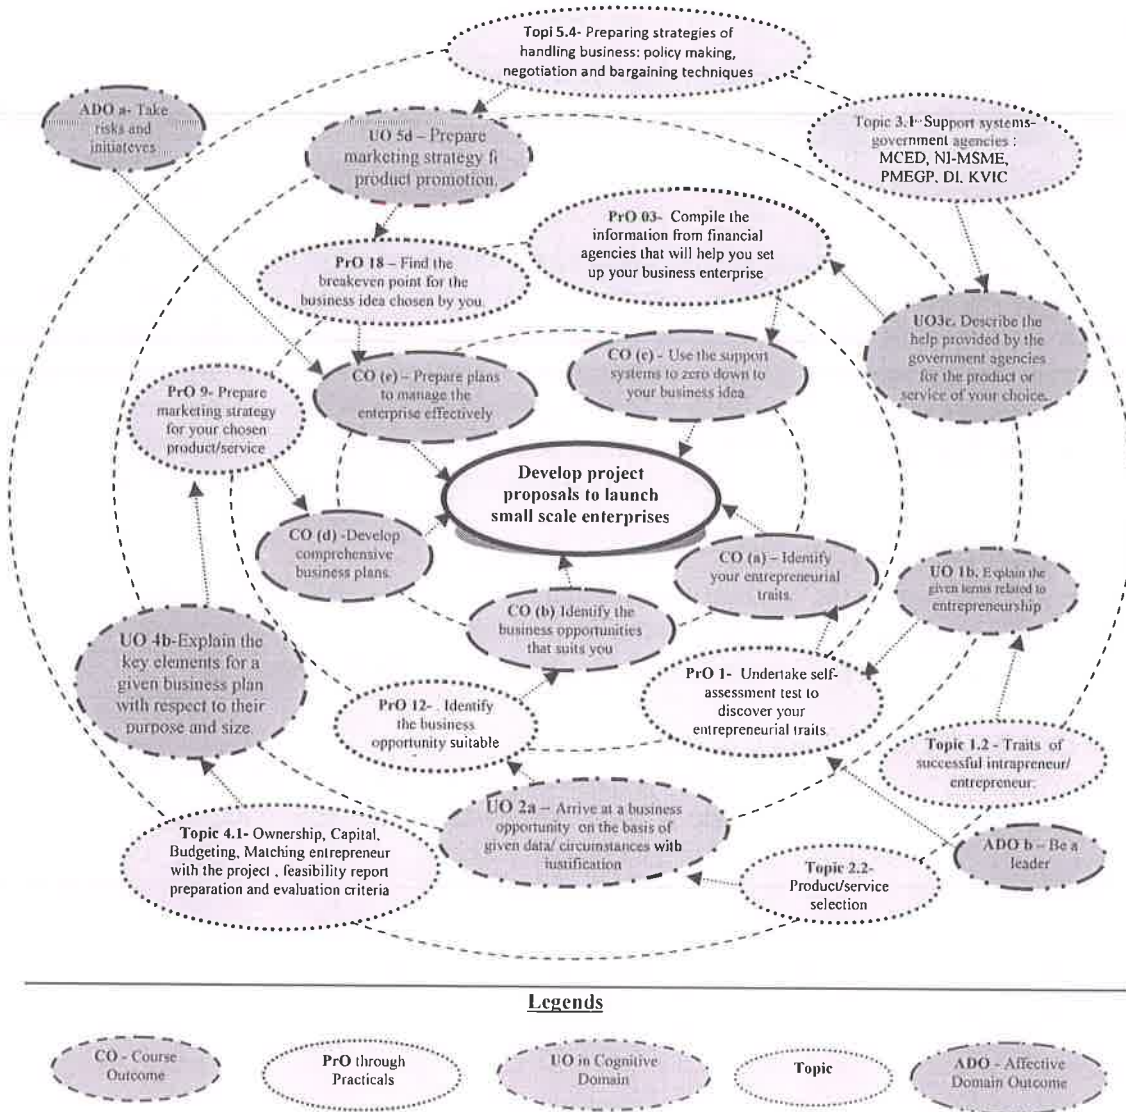 Topi 5.4- Preparing strategies of
handling business: policy making,
negotiation and bargaining techniques
ADO a- Take
risks and
initiateves
UO 5d – Prepare
marketing strategy f
product promotion.
Topic 3.1- Support systems-
government agencies :
MCED, NI-MSME,
PMEGP, DI, KVIC
PrO 03- Compile the
information from financial
agencies that will help you set
up your business enterprise
PrO 18 – Find the
breakeven point for the
business idea chosen by you.
UO3c. Describe the
help provided by the
government agencies
for the product or
service of your choice.
CO (c) - Use the support
systems to zero down to
your business idea
CO (e) – Prepare plans
to manage the
enterprise effectively
PrO 9- Prepare
marketing strategy
for your chosen
product/service
Develop project
proposals to launch
small scale enterprises
CO (d) -Develop
comprehensive
business plans.
CO (a) – Identify
your entrepreneurial
traits.
UO 1b. Explain the
given terms related to
entrepreneurship
CO (b) Identify the
business opportunities
that suits you
UO 4b-Explain the
key elements for a
given business plan
with respect to their
purpose and size.
PrO 1- Undertake self-
assessment test to
discover your
entrepreneurial traits
PrO 12- . Identify
the business
opportunity suitable
Topic 1.2 - Traits of
successful intrapreneur/
entrepreneur.
UO 2a – Arrive at a business
opportunity on the basis of
given data/ circumstances with
justification
Topic 4.1- Ownership, Capital,
Budgeting, Matching entrepreneur
with the project , feasibility report
preparation and evaluation criteria
ADO b – Be a
leader
Topic 2.2-
Product/service
selection
Legends
CO - Course
Outcome
PrO through
Practicals
UO in Cognitive
Domain
Topic
ADO - Affective
Domain Outcome